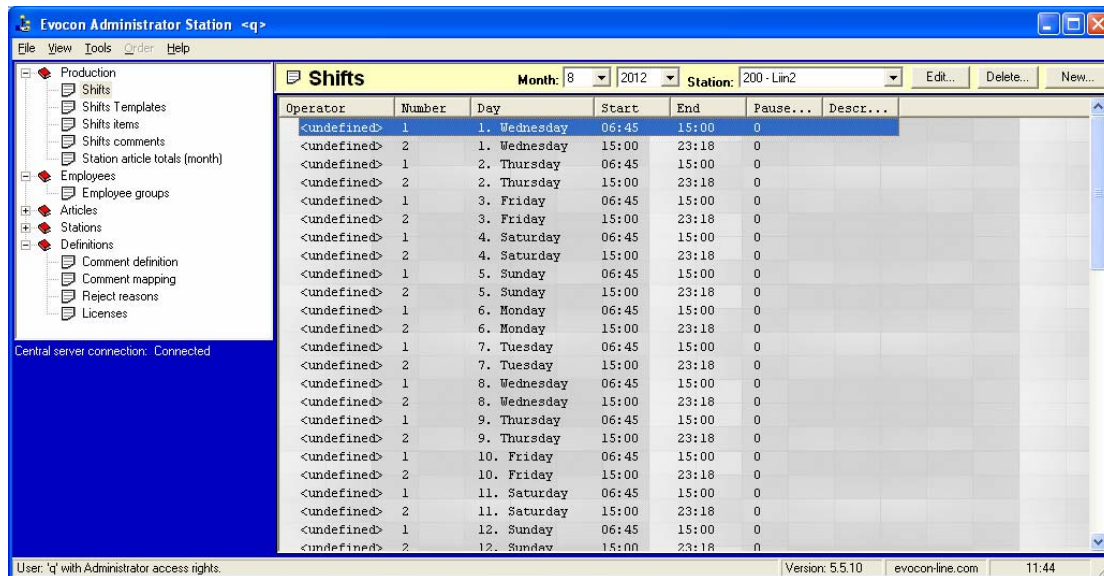 Evocon Administrator Station <q>
File View Tools Order Help
Production
Shifts
Shifts Templates
Shifts items
Shifts comments
Station article totals (month)
Employees
Employee groups
Articles
Stations
Definitions
Comment definition
Comment mapping
Reject reasons
Licenses
Central server connection: Connected
Shifts Month: 8 2012 Station: 200 - Liin2 Edit... Delete... New...
Operator Number Day Start End Pause... Descr...
<undefined> 1 1. Wednesday 06:45 15:00 0
<undefined> 2 1. Wednesday 15:00 23:18 0
<undefined> 1 2. Thursday 06:45 15:00 0
<undefined> 2 2. Thursday 15:00 23:18 0
<undefined> 1 3. Friday 06:45 15:00 0
<undefined> 2 3. Friday 15:00 23:18 0
<undefined> 1 4. Saturday 06:45 15:00 0
<undefined> 2 4. Saturday 15:00 23:18 0
<undefined> 1 5. Sunday 06:45 15:00 0
<undefined> 2 5. Sunday 15:00 23:18 0
<undefined> 1 6. Monday 06:45 15:00 0
<undefined> 2 6. Monday 15:00 23:18 0
<undefined> 1 7. Tuesday 06:45 15:00 0
<undefined> 2 7. Tuesday 15:00 23:18 0
<undefined> 1 8. Wednesday 06:45 15:00 0
<undefined> 2 8. Wednesday 15:00 23:18 0
<undefined> 1 9. Thursday 06:45 15:00 0
<undefined> 2 9. Thursday 15:00 23:18 0
<undefined> 1 10. Friday 06:45 15:00 0
<undefined> 2 10. Friday 15:00 23:18 0
<undefined> 1 11. Saturday 06:45 15:00 0
<undefined> 2 11. Saturday 15:00 23:18 0
<undefined> 1 12. Sunday 06:45 15:00 0
<undefined> 2 12. Sunday 15:00 23:18 0
User: 'q' with Administrator access rights. Version: 5.5.10 evocon-line.com 11:44